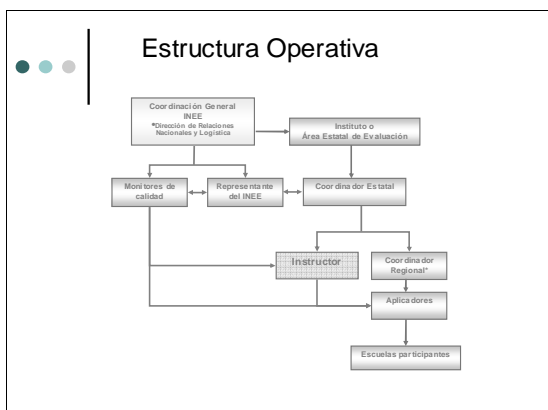 Estructura Operativa
Coordinación General
INEE
*Dirección de Relaciones
Nacionales y Logística
Instituto o
Área Estatal de Evaluación
Monitores de
calidad
Representante
del INEE
Coordinador Estatal
Instructor
Coordinador
Regional*
Aplicadores
Escuelas participantes